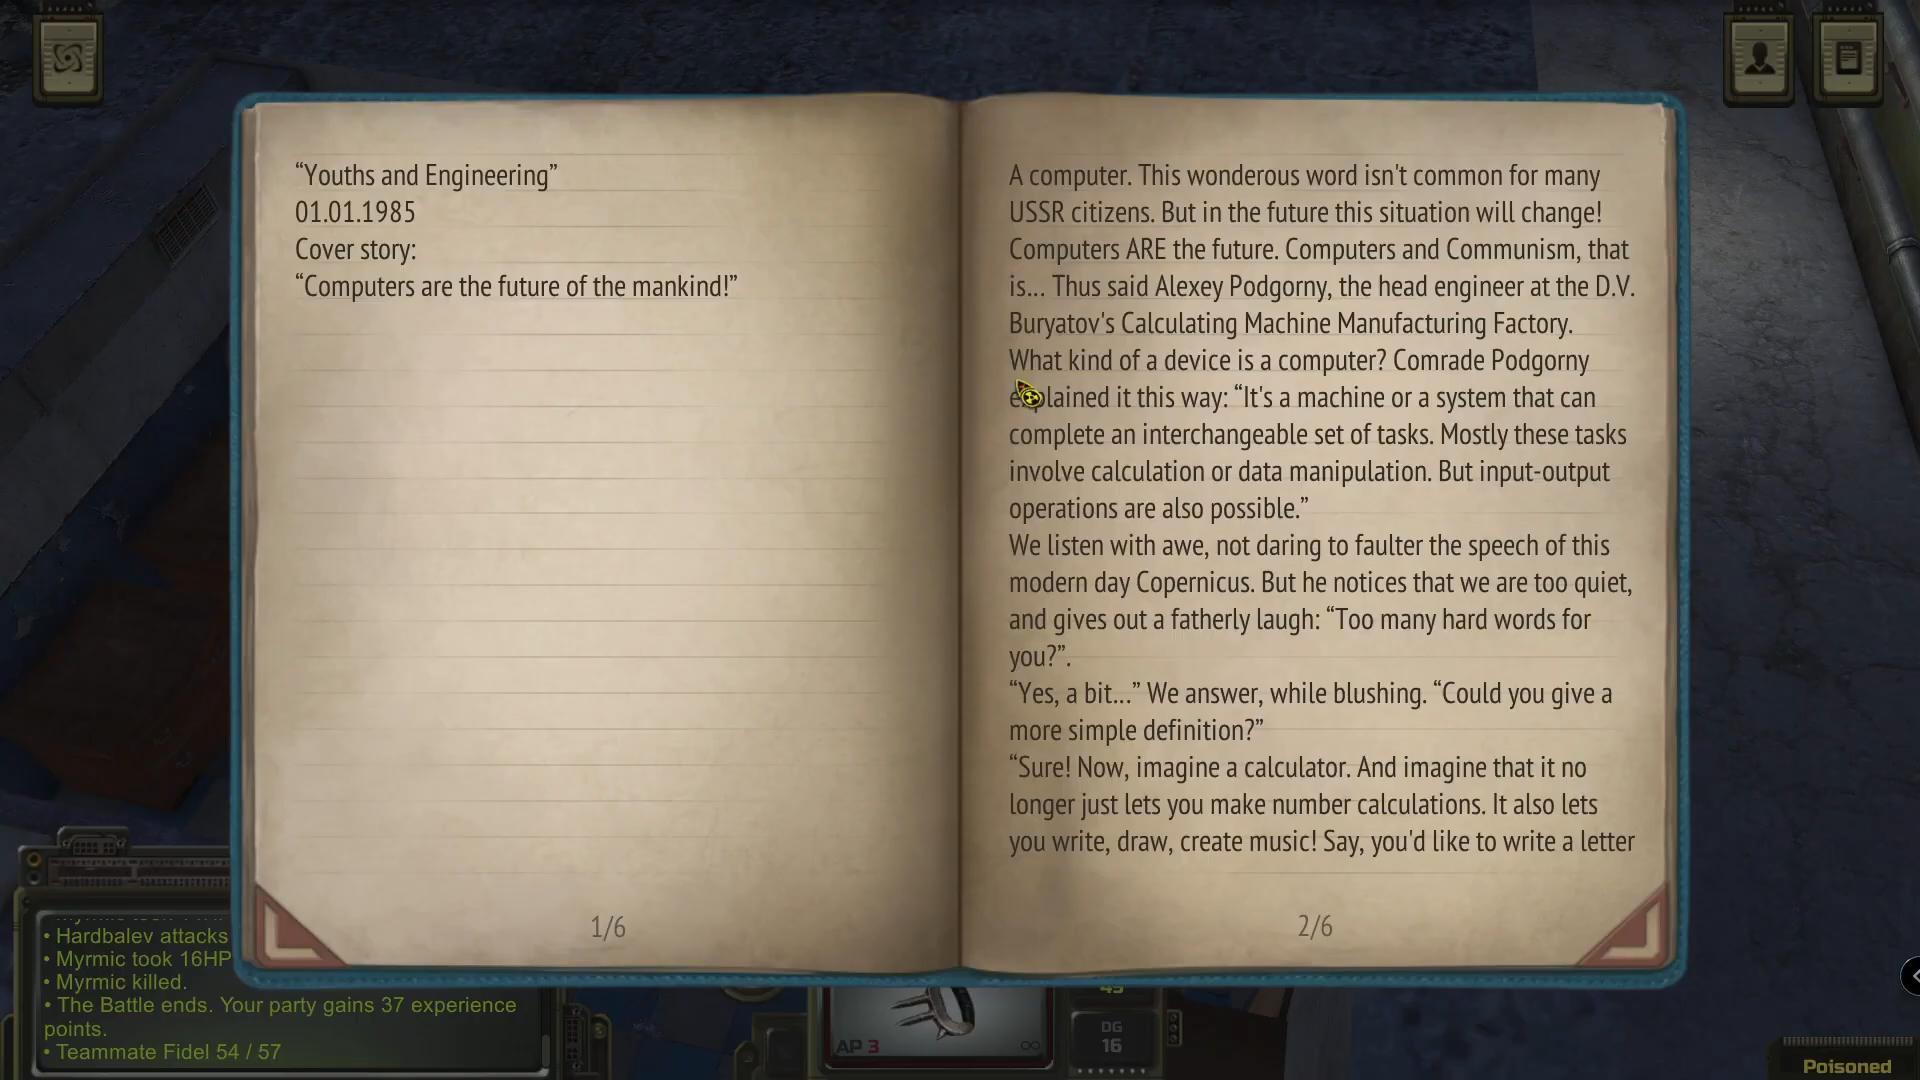 “Youths and Engineering”
01.01.1985
Cover story:
“Computers are the future of the mankind!”
1/6
A computer. This wonderous word isn't common for many
USSR citizens. But in the future this situation will change!
Computers ARE the future. Computers and Communism, that
is... Thus said Alexey Podgorny, the head engineer at the D.V.
Buryatov's Calculating Machine Manufacturing Factory.
What kind of a device is a computer? Comrade Podgorny
explained it this way: “It's a machine or a system that can
complete an interchangeable set of tasks. Mostly these tasks
involve calculation or data manipulation. But input-output
operations are also possible.”
We listen with awe, not daring to faulter the speech of this
modern day Copernicus. But he notices that we are too quiet,
and gives out a fatherly laugh: “Too many hard words for
you?”.
“Yes, a bit...” We answer, while blushing. “Could you give a
more simple definition?”
“Sure! Now, imagine a calculator. And imagine that it no
longer just lets you make number calculations. It also lets
you write, draw, create music! Say, you'd like to write a letter
2/6
• Hardbalev attacks
• Myrmic took 16HP
• Myrmic killed.
• The Battle ends. Your party gains 37 experience
points.
• Teammate Fidel 54 / 57
AP 3
DG
16
Poisoned